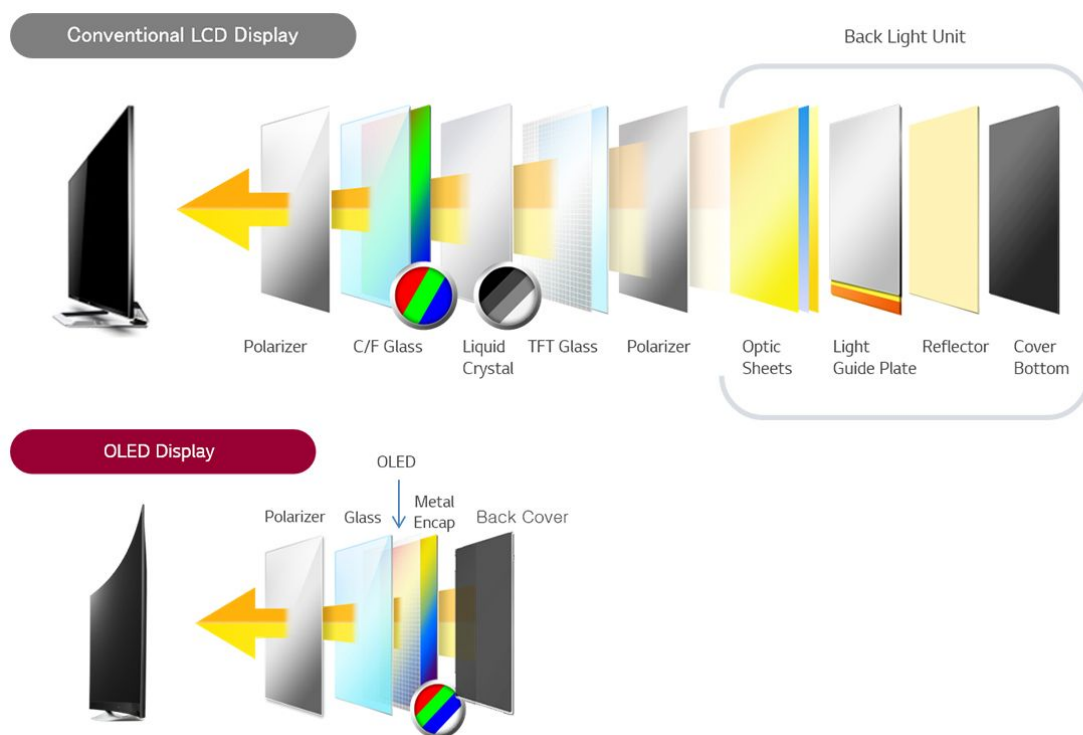 Conventional LCD Display
Back Light Unit
Polarizer
C/F Glass
Liquid
Crystal
TFT Glass
Polarizer
Optic
Sheets
Light
Guide Plate
Reflector
Cover
Bottom
OLED Display
OLED
Polarizer
Glass
Metal
Encap
Back Cover